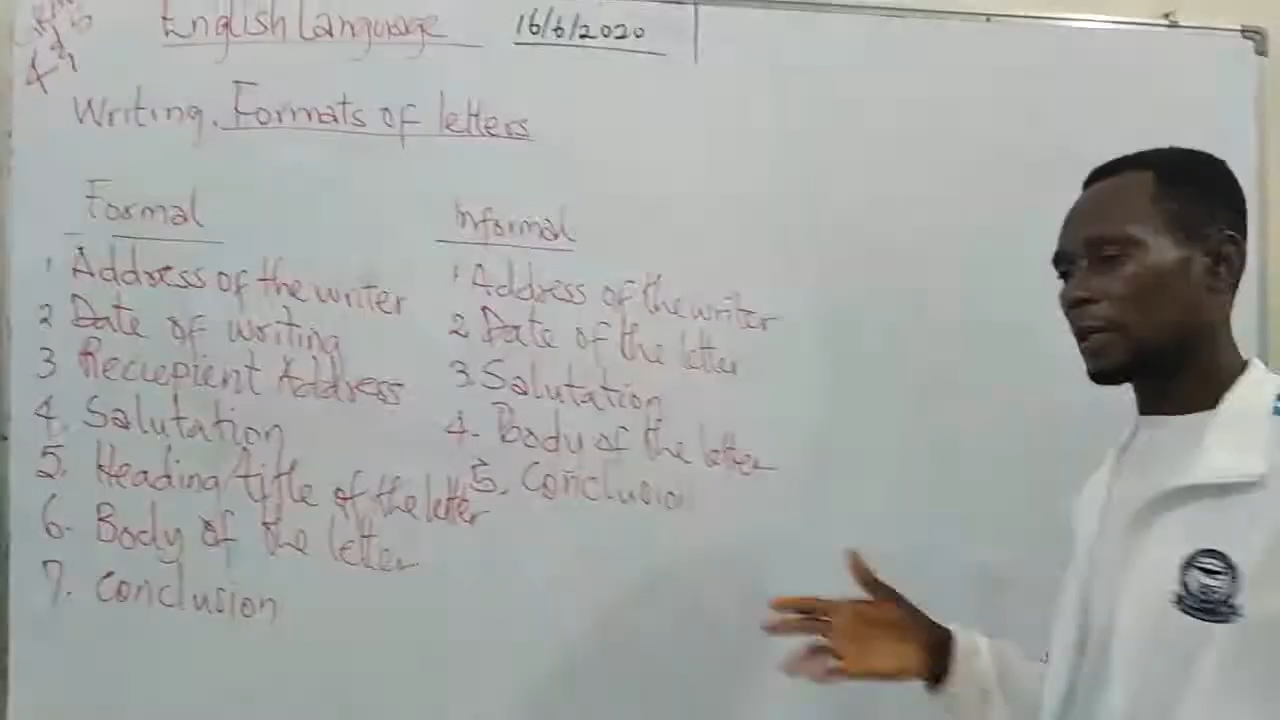 English Language 16/6/2020
Writing. Formats of letters
Formal
1 Address of the writer
2 Date of writing
3 Reciepient Address
4. Salutation
5. Heading/title of the letter
6. Body of the letter
7. Conclusion
Informal
1 Address of the writer
2 Date of the letter
3. Salutation
4. Body of the letter
5. Conclusion